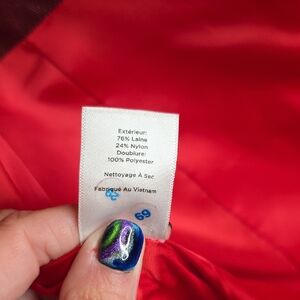 Extérieur:
76% Laine
24% Nylon
Doublure:
100% Polyester
Nettoyage À Sec
Fabriqué Au Vietnam
69